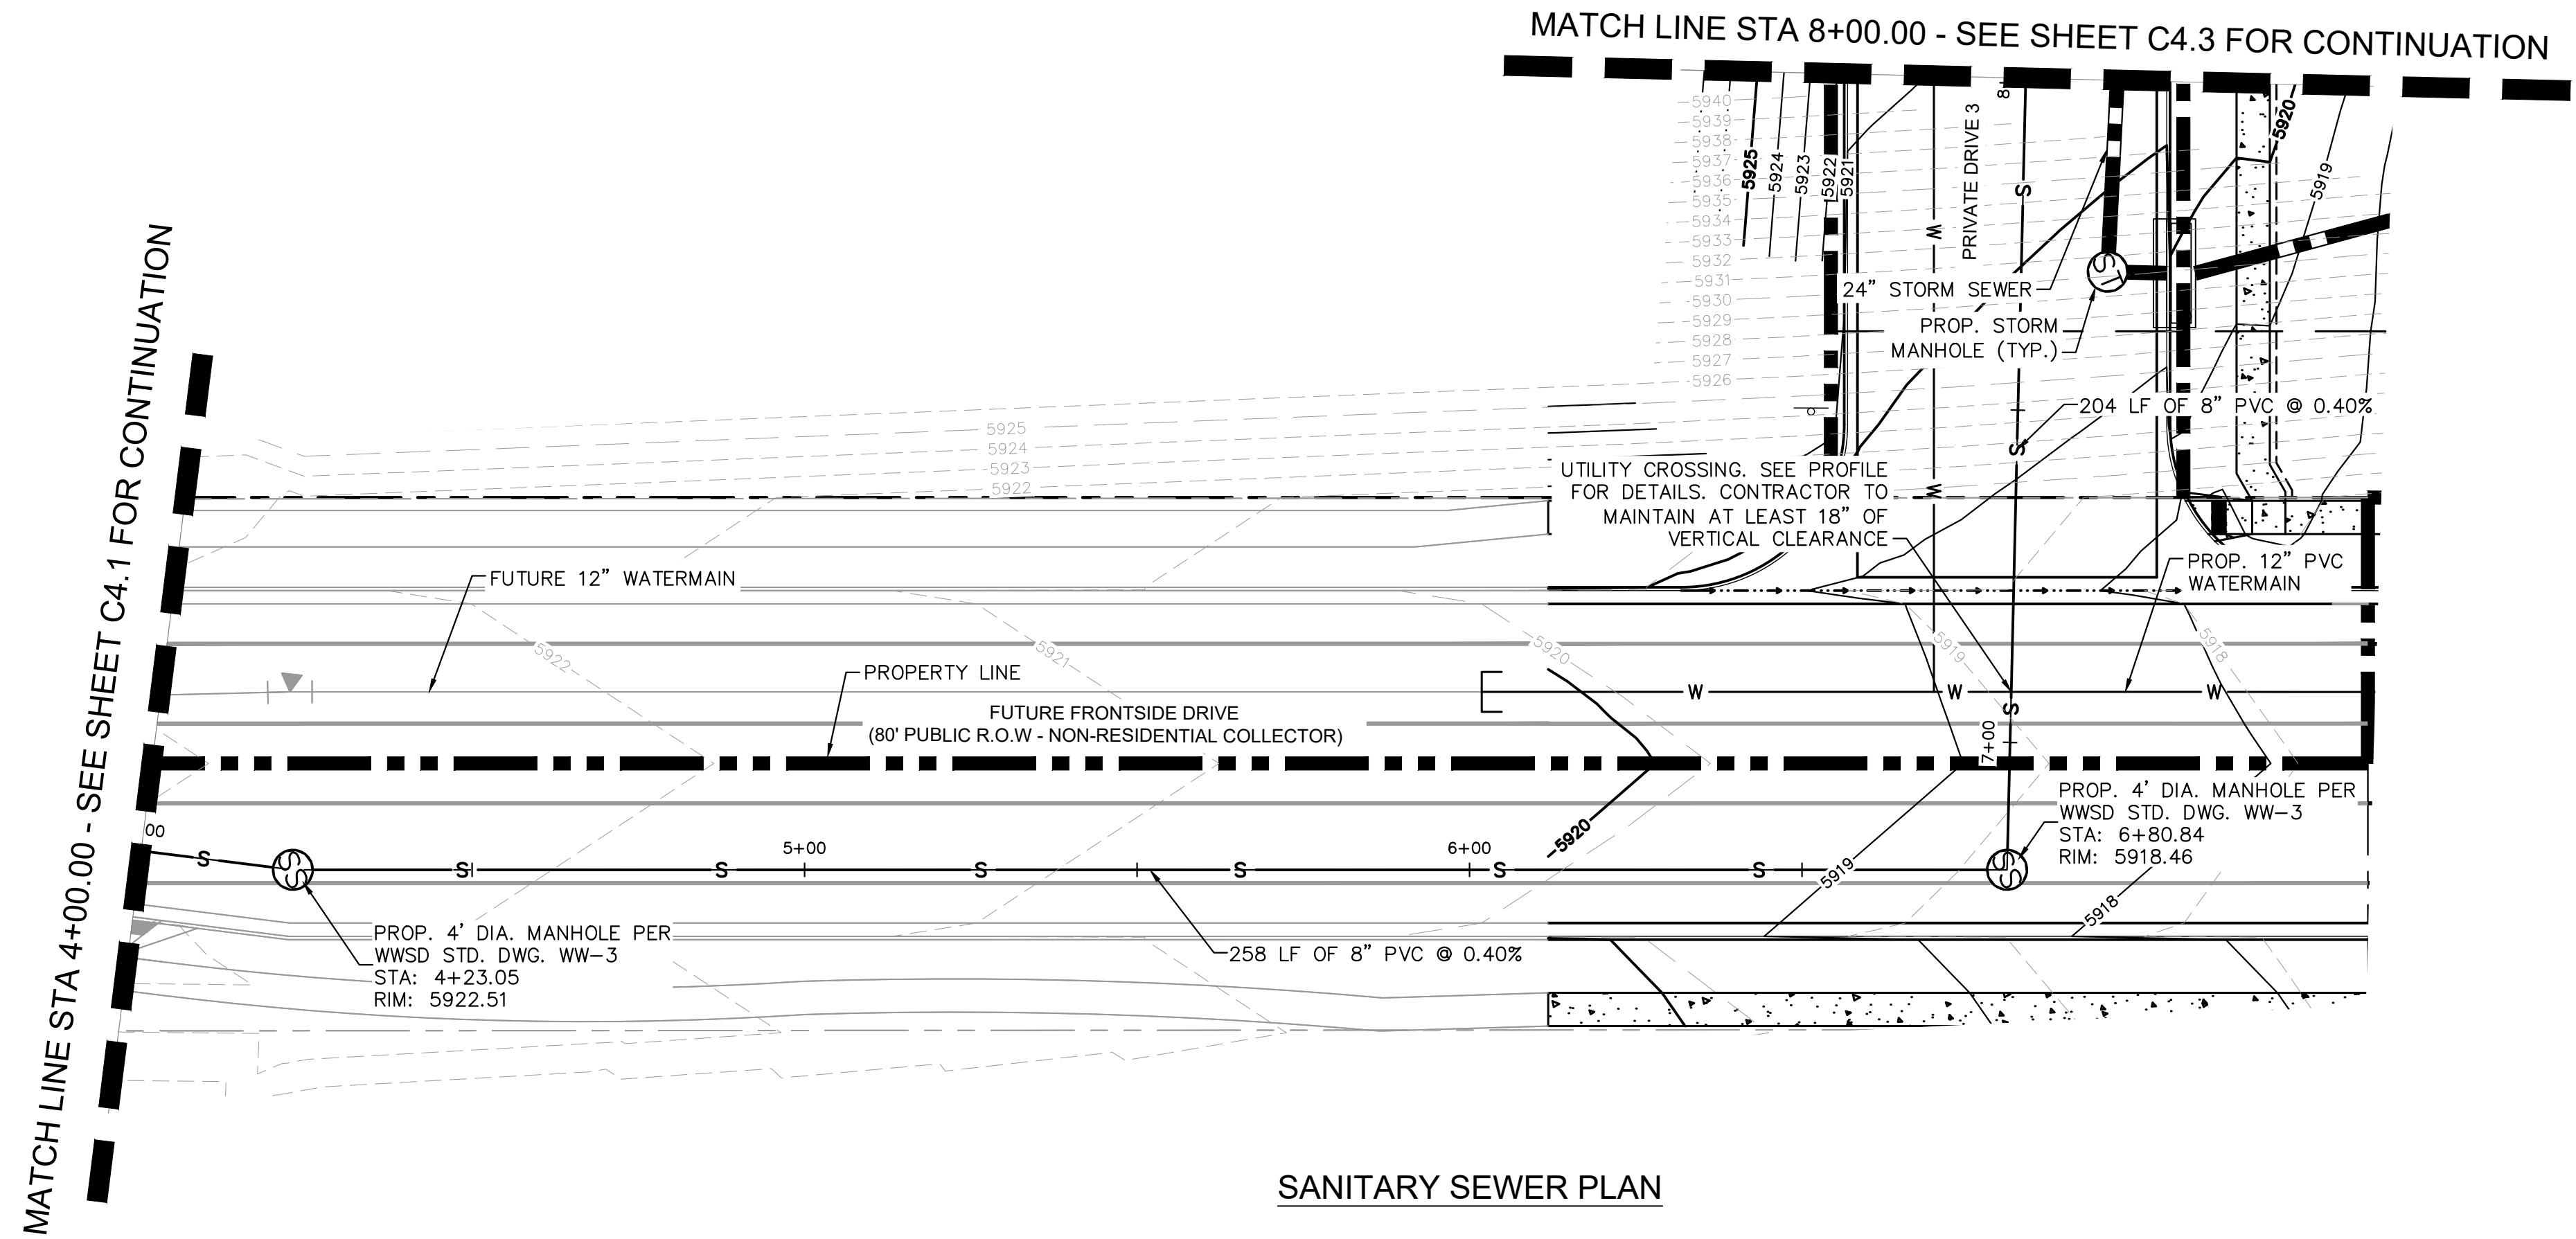 MATCH LINE STA 8+00.00 - SEE SHEET C4.3 FOR CONTINUATION
MATCH LINE STA 4+00.00 - SEE SHEET C4.1 FOR CONTINUATION
5940
5939
5938
5937
5936
5935
5934
5933
5932
5931
5930
5929
5928
5927
5926
5925
5924
5923
5922
5921
8
PRIVATE DRIVE 3
5920
5919
S
W
ST
24" STORM SEWER
PROP. STORM
MANHOLE (TYP.)
204 LF OF 8" PVC @ 0.40%
S
5925
5924
5923
5922
UTILITY CROSSING. SEE PROFILE
FOR DETAILS. CONTRACTOR TO
MAINTAIN AT LEAST 18" OF
VERTICAL CLEARANCE
W
PROP. 12" PVC
WATERMAIN
FUTURE 12" WATERMAIN
5922
5921
5920
5919
5918
PROPERTY LINE
W W W
S
FUTURE FRONTSIDE DRIVE
(80' PUBLIC R.O.W - NON-RESIDENTIAL COLLECTOR)
7+00
PROP. 4' DIA. MANHOLE PER
WWSD STD. DWG. WW-3
STA: 6+80.84
RIM: 5918.46
00
5+00
6+00
5920
5919
5918
S SS S S S S S S SS
PROP. 4' DIA. MANHOLE PER
WWSD STD. DWG. WW-3
STA: 4+23.05
RIM: 5922.51
258 LF OF 8" PVC @ 0.40%
SANITARY SEWER PLAN